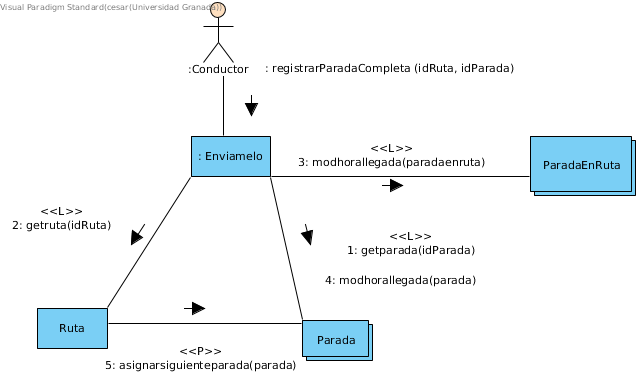 Visual Paradigm Standard(cesar(Universidad Granada))
:Conductor
: registrarParadaCompleta (idRuta, idParada)
: Enviamelo
<<L>>
3: modhorallegada(paradaenruta)
ParadaEnRuta
<<L>>
2: getruta(idRuta)
<<L>>
1: getparada(idParada)
4: modhorallegada(parada)
Ruta
Parada
<<P>>
5: asignarsiguienteparada(parada)